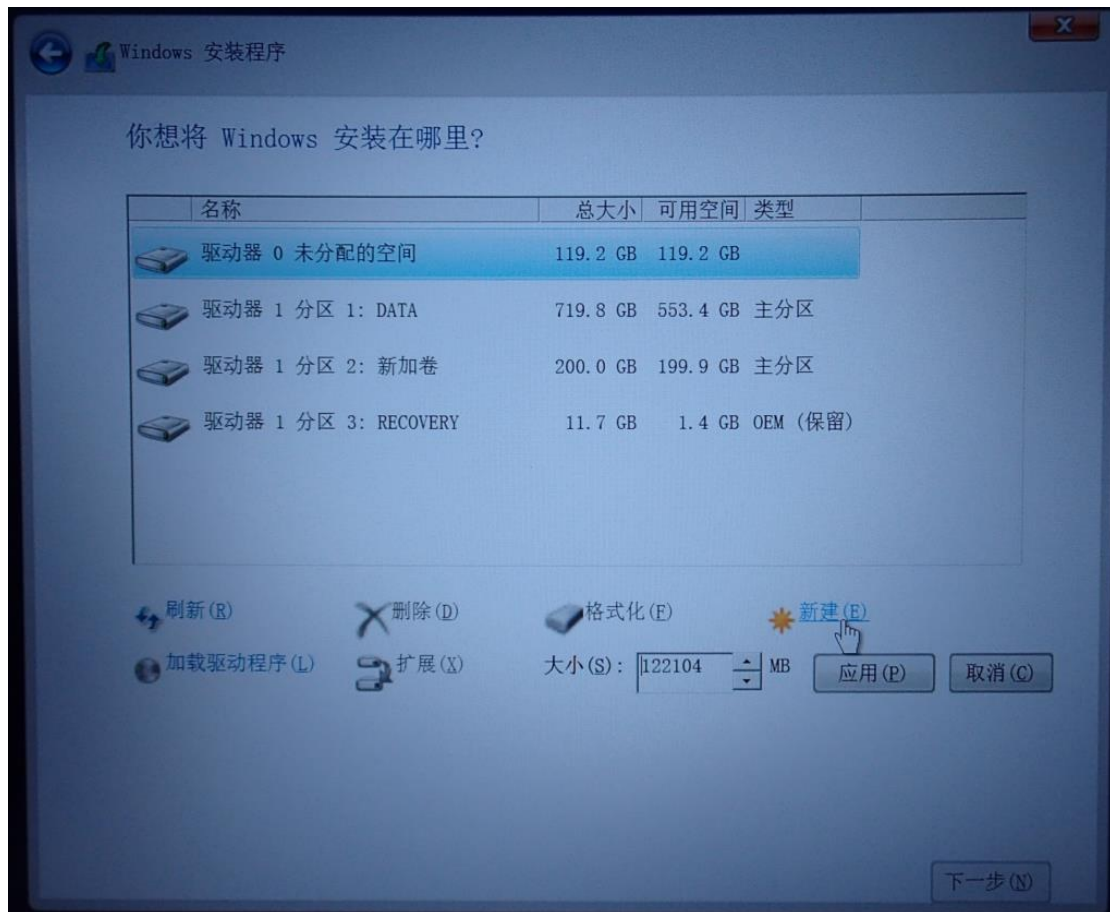 Windows 安装程序
你想将 Windows 安装在哪里?
名称 总大小 可用空间 类型
驱动器 0 未分配的空间 119.2 GB 119.2 GB
驱动器 1 分区 1: DATA 719.8 GB 553.4 GB 主分区
驱动器 1 分区 2: 新加卷 200.0 GB 199.9 GB 主分区
驱动器 1 分区 3: RECOVERY 11.7 GB 1.4 GB OEM (保留)
刷新(R) 删除(D) 格式化(F) 新建(E)
加载驱动程序(L) 扩展(X) 大小(S): 122104 MB 应用(P) 取消(C)
下一步(N)